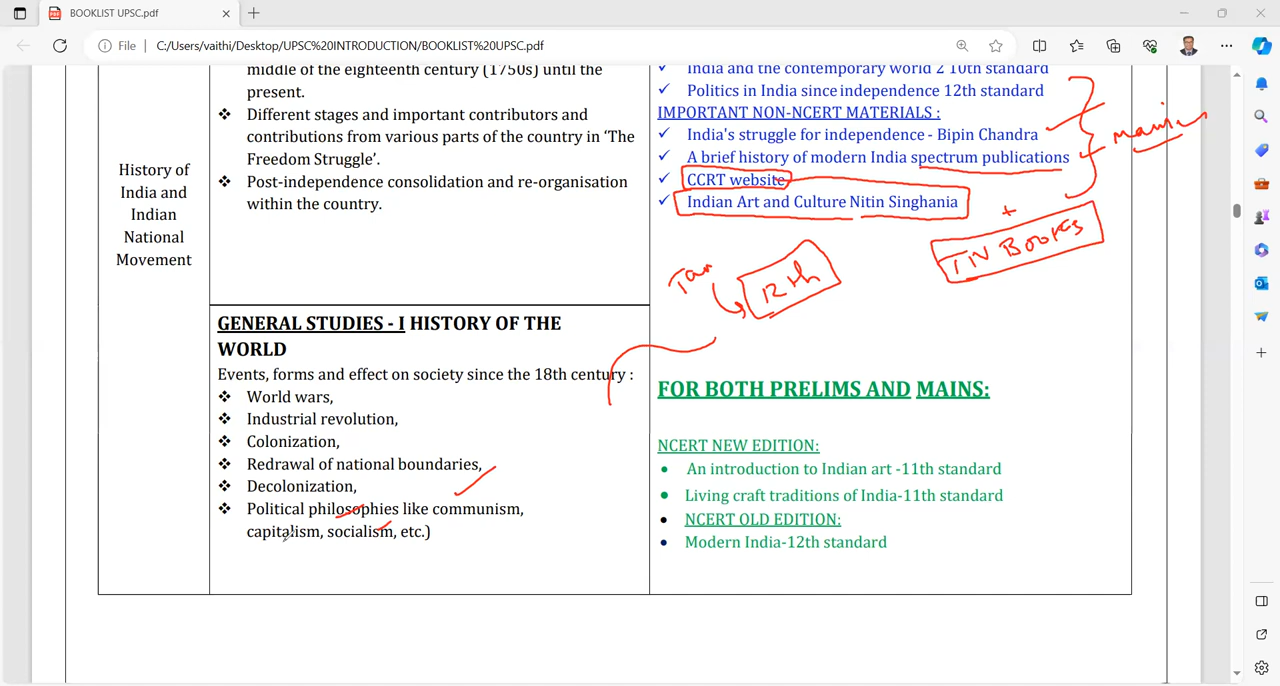 BOOKLIST UPSC.pdf
File
C:/Users/vaithi/Desktop/UPSC%20INTRODUCTION/BOOKLIST%20UPSC.pdf
History of
India and
Indian
National
Movement
middle of the eighteenth century (1750s) until the
present.
Different stages and important contributors and
contributions from various parts of the country in ‘The
Freedom Struggle’.
Post-independence consolidation and re-organisation
within the country.
GENERAL STUDIES - I HISTORY OF THE
WORLD
Events, forms and effect on society since the 18th century :
World wars,
Industrial revolution,
Colonization,
Redrawal of national boundaries,
Decolonization,
Political philosophies like communism,
capitalism, socialism, etc.)
India and the contemporary world 2 10th standard
Politics in India since independence 12th standard
IMPORTANT NON-NCERT MATERIALS :
India's struggle for independence - Bipin Chandra
A brief history of modern India spectrum publications
CCRT website
Indian Art and Culture Nitin Singhania
+
TN BOOKS
12th
FOR BOTH PRELIMS AND MAINS:
NCERT NEW EDITION:
An introduction to Indian art -11th standard
Living craft traditions of India-11th standard
NCERT OLD EDITION:
Modern India-12th standard